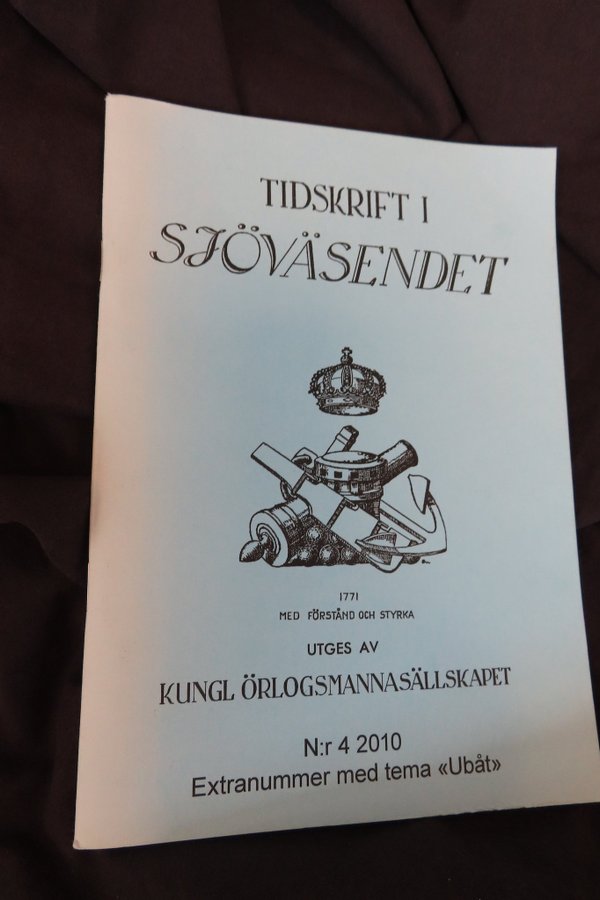 TIDSKRIFT I
SJÖVÄSENDET
1771
MED FÖRSTÅND OCH STYRKA
UTGES AV
KUNGL ÖRLOGSMANNASÄLLSKAPET
N:r 4 2010
Extranummer med tema «Ubåt»